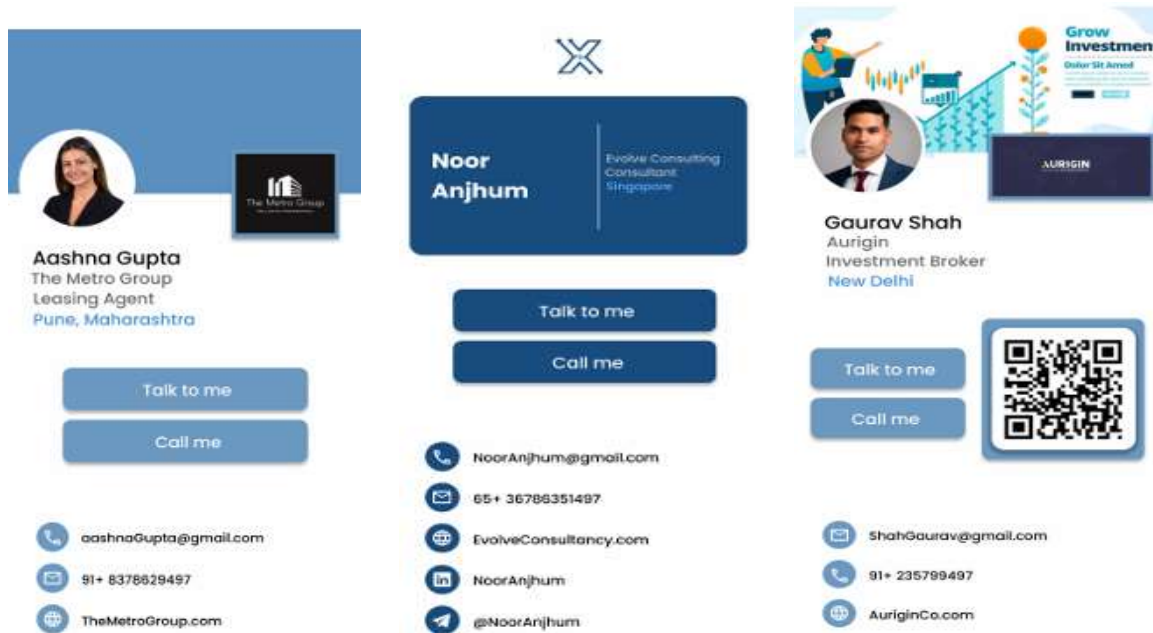 The Metro Group
Aashna Gupta
The Metro Group
Leasing Agent
Pune, Maharashtra
Talk to me
Call me
aashnaGupta@gmail.com
91+ 8378629497
TheMetroGroup.com
Noor
Anjhum
Evolve Consulting
Consultant
Singapore
Talk to me
Call me
NoorAnjhum@gmail.com
65+ 36786351497
EvolveConsultancy.com
in
NoorAnjhum
@NoorAnjhum
Grow
Investmen
Dolor Sit Amed
AURIGIN
Gaurav Shah
Aurigin
Investment Broker
New Delhi
Talk to me
Call me
ShahGaurav@gmail.com
91+ 235799497
AuriginCo.com